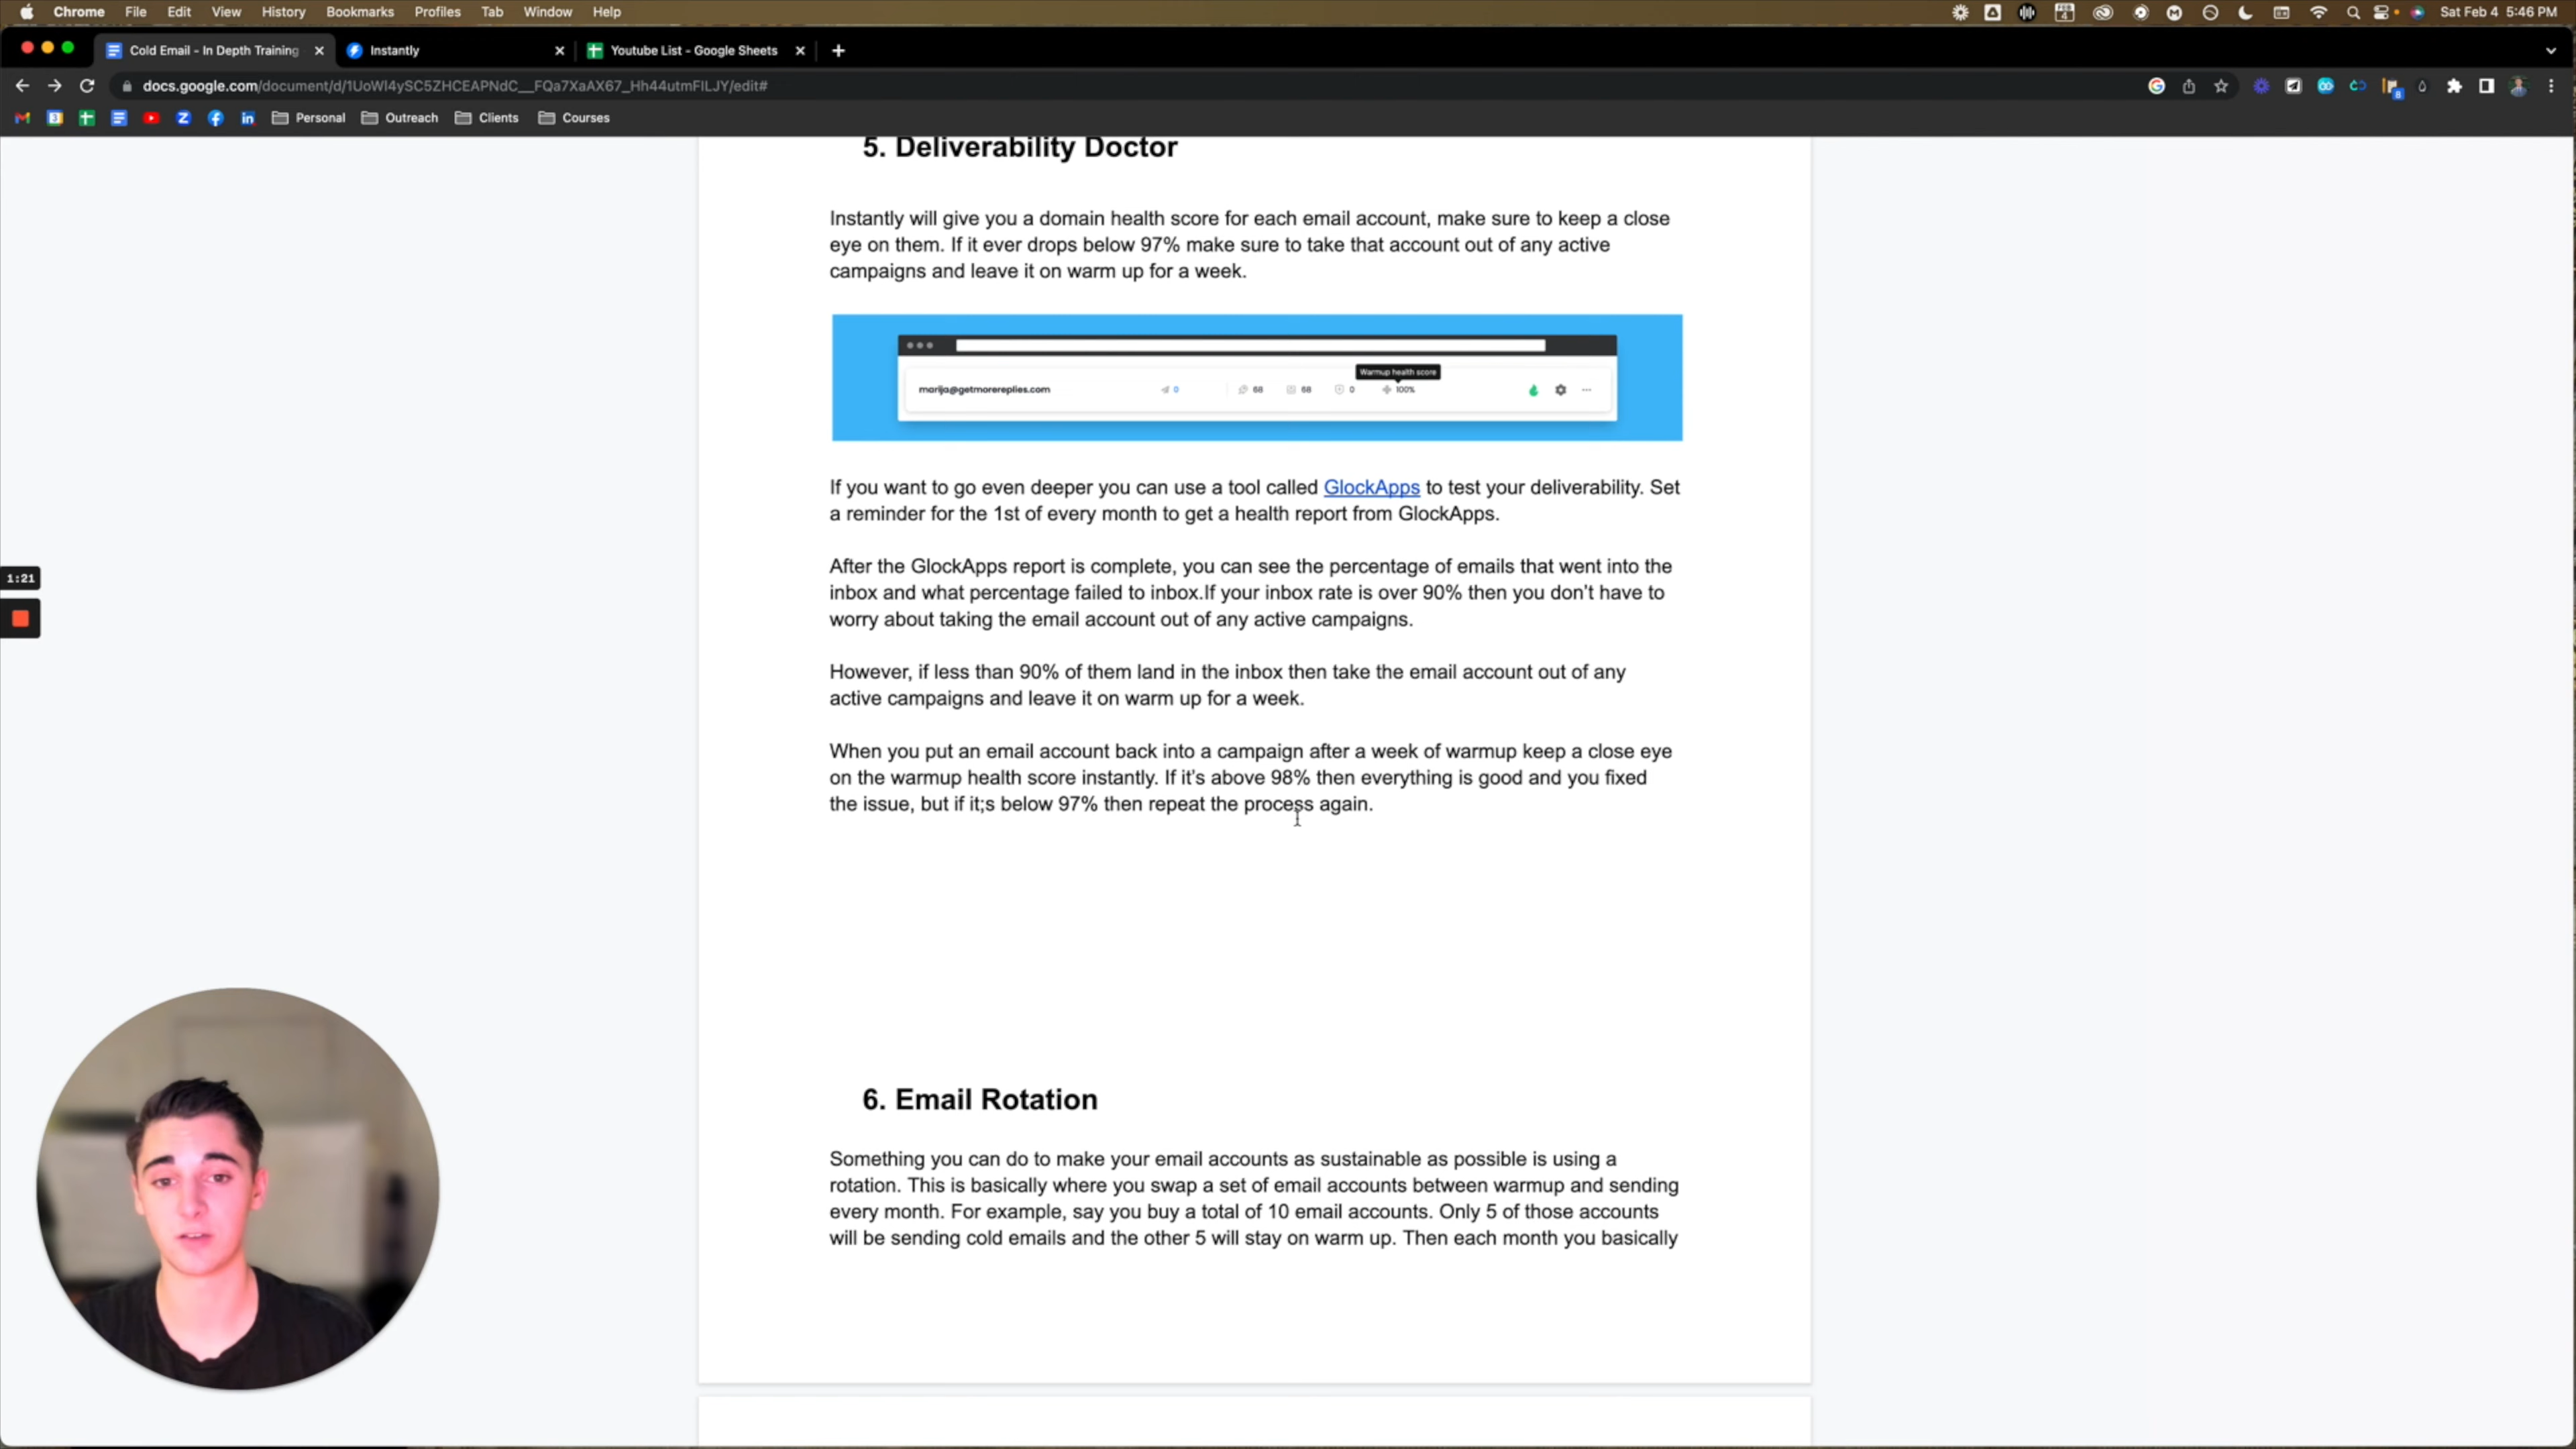 Chrome File Edit View History Bookmarks Profiles Tab Window Help
FEB
4
Sat Feb 4 5:46 PM
Cold Email - In Depth Training
Instantly
Youtube List - Google Sheets
docs.google.com/document/d/1UoWl4ySC5ZHCEAPNdC__FQa7XaAX67_Hh44utmFlLJY/edit#
8
Personal
Outreach
Clients
Courses
5. Deliverability Doctor
Instantly will give you a domain health score for each email account, make sure to keep a close
eye on them. If it ever drops below 97% make sure to take that account out of any active
campaigns and leave it on warm up for a week.
Warmup health score
marija@getmorereplies.com 0 68 68 0 100%
If you want to go even deeper you can use a tool called GlockApps to test your deliverability. Set
a reminder for the 1st of every month to get a health report from GlockApps.
After the GlockApps report is complete, you can see the percentage of emails that went into the
inbox and what percentage failed to inbox.If your inbox rate is over 90% then you don't have to
worry about taking the email account out of any active campaigns.
1:21
However, if less than 90% of them land in the inbox then take the email account out of any
active campaigns and leave it on warm up for a week.
When you put an email account back into a campaign after a week of warmup keep a close eye
on the warmup health score instantly. If it's above 98% then everything is good and you fixed
the issue, but if it;s below 97% then repeat the process again.
6. Email Rotation
Something you can do to make your email accounts as sustainable as possible is using a
rotation. This is basically where you swap a set of email accounts between warmup and sending
every month. For example, say you buy a total of 10 email accounts. Only 5 of those accounts
will be sending cold emails and the other 5 will stay on warm up. Then each month you basically